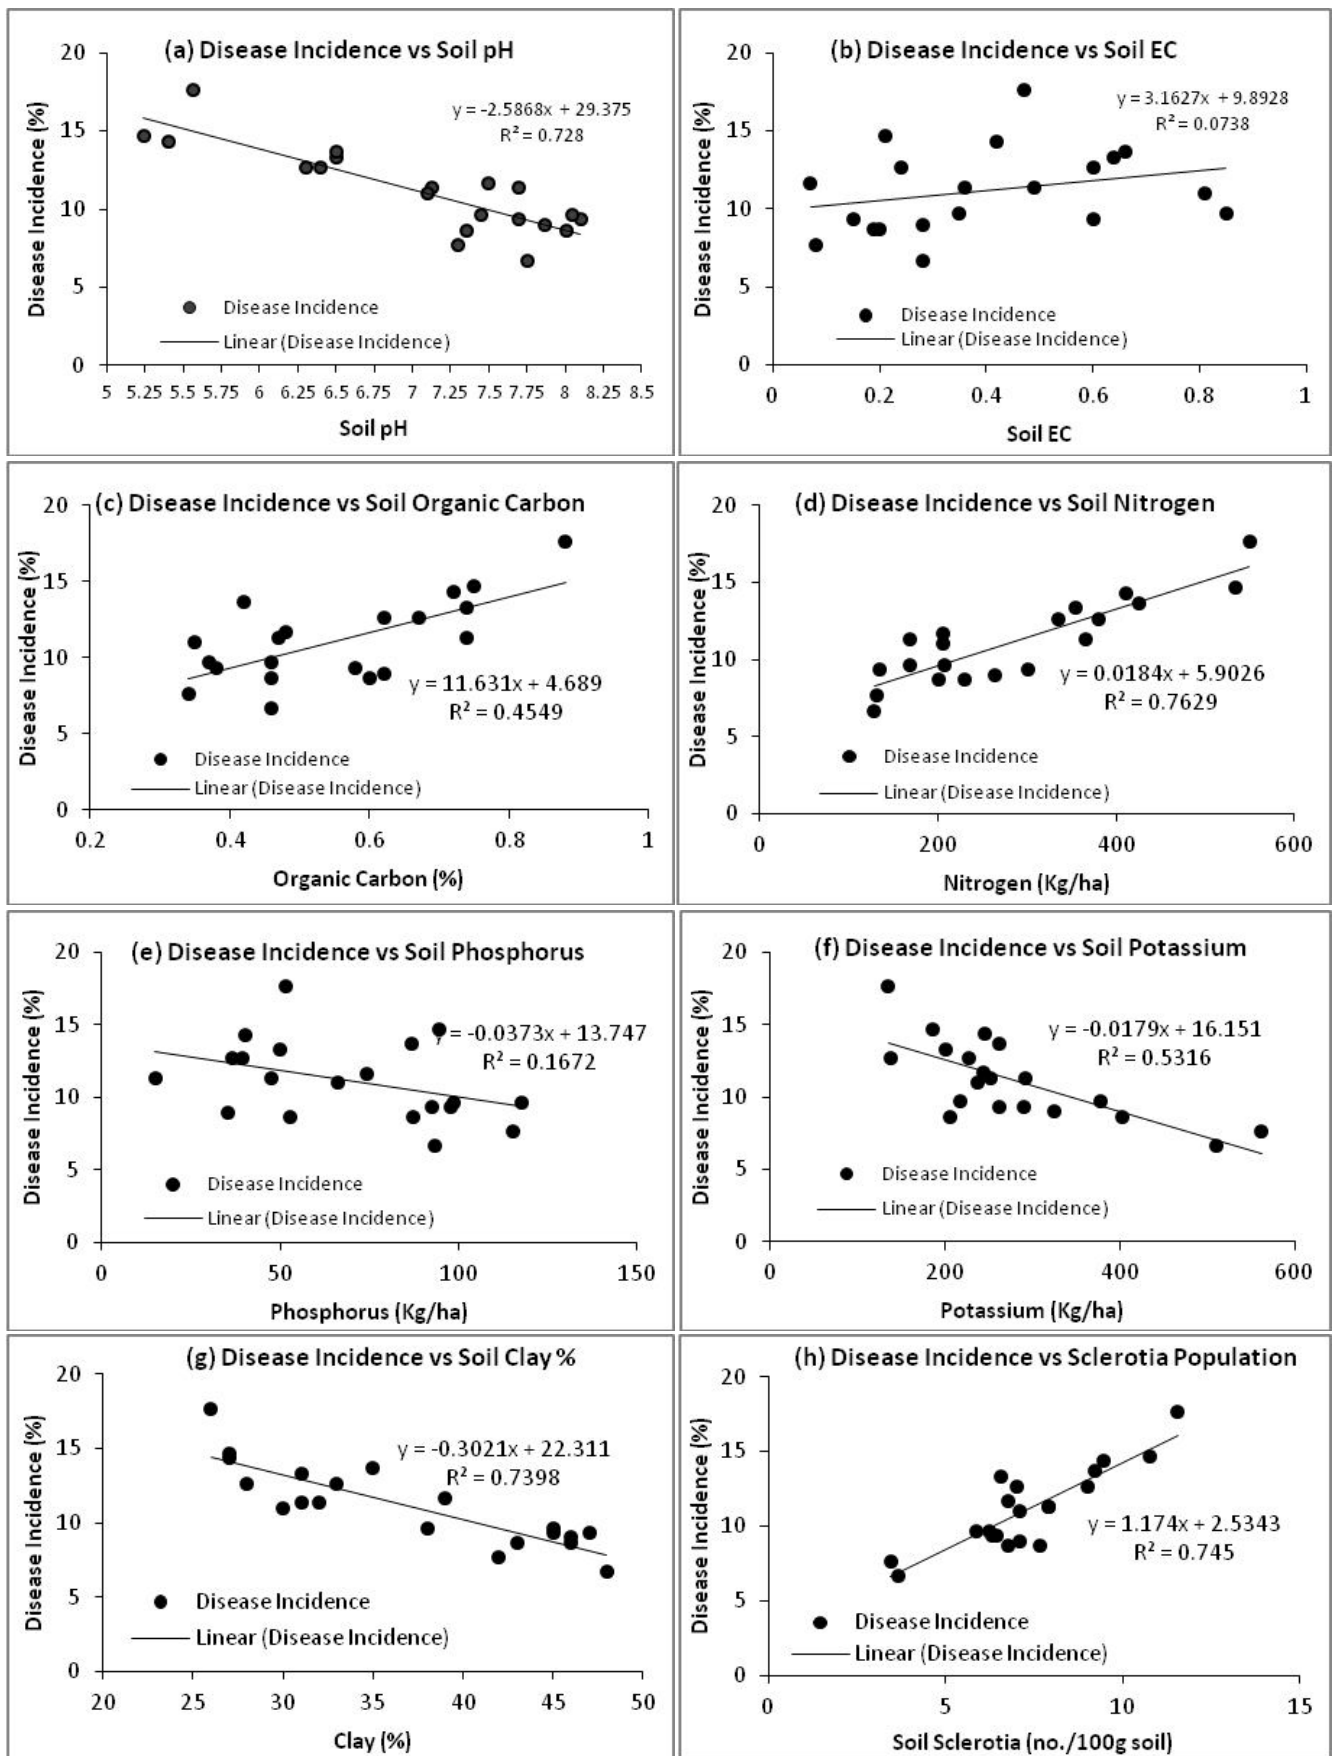 (a) Disease Incidence vs Soil pH
y = -2.5868x + 29.375
R² = 0.728
Disease Incidence (%)
20
15
10
5
0
Disease Incidence
Linear (Disease Incidence)
5 5.25 5.5 5.75 6 6.25 6.5 6.75 7 7.25 7.5 7.75 8 8.25 8.5
Soil pH
(b) Disease Incidence vs Soil EC
y = 3.1627x + 9.8928
R² = 0.0738
Disease Incidence (%)
20
15
10
5
0
Disease Incidence
Linear (Disease Incidence)
0 0.2 0.4 0.6 0.8 1
Soil EC
(c) Disease Incidence vs Soil Organic Carbon
Disease Incidence (%)
20
15
10
5
0
y = 11.631x + 4.689
R² = 0.4549
Disease Incidence
Linear (Disease Incidence)
0.2 0.4 0.6 0.8 1
Organic Carbon (%)
(d) Disease Incidence vs Soil Nitrogen
Disease Incidence (%)
20
15
10
5
0
y = 0.0184x + 5.9026
R² = 0.7629
Disease Incidence
Linear (Disease Incidence)
0 200 400 600
Nitrogen (Kg/ha)
(e) Disease Incidence vs Soil Phosphorus
Disease Incidence (%)
20
15
10
5
0
y = -0.0373x + 13.747
R² = 0.1672
Disease Incidence
Linear (Disease Incidence)
0 50 100 150
Phosphorus (Kg/ha)
(f) Disease Incidence vs Soil Potassium
Disease Incidence (%)
20
15
10
5
0
y = -0.0179x + 16.151
R² = 0.5316
Disease Incidence
Linear (Disease Incidence)
0 200 400 600
Potassium (Kg/ha)
(g) Disease Incidence vs Soil Clay %
Disease Incidence (%)
20
15
10
5
0
y = -0.3021x + 22.311
R² = 0.7398
Disease Incidence
Linear (Disease Incidence)
20 25 30 35 40 45 50
Clay (%)
(h) Disease Incidence vs Sclerotia Population
Disease Incidence (%)
20
15
10
5
0
y = 1.174x + 2.5343
R² = 0.745
Disease Incidence
Linear (Disease Incidence)
0 5 10 15
Soil Sclerotia (no./100g soil)